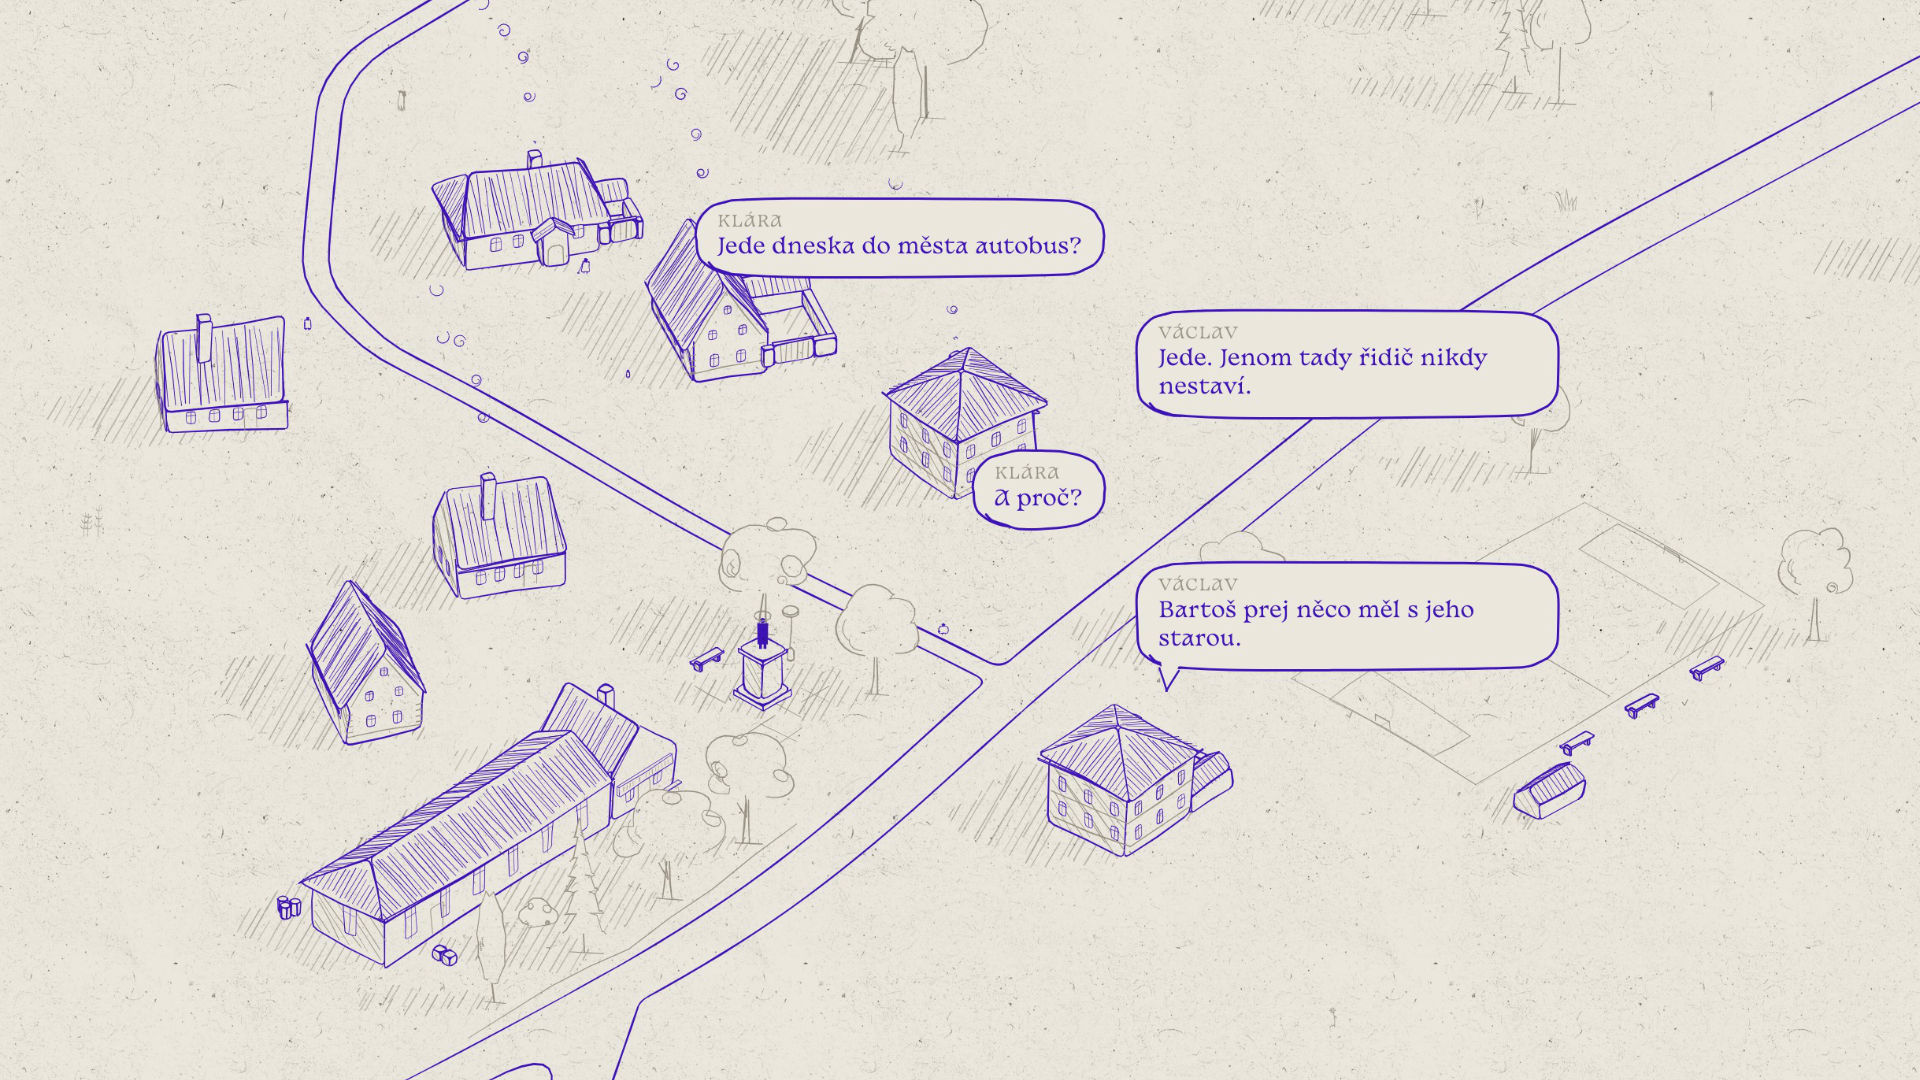 KLÁRA
Jede dneska do města autobus?
VÁCLAV
Jede. Jenom tady řidič nikdy
nestaví.
KLÁRA
A proč?
VÁCLAV
Bartoš prej něco měl s jeho
starou.